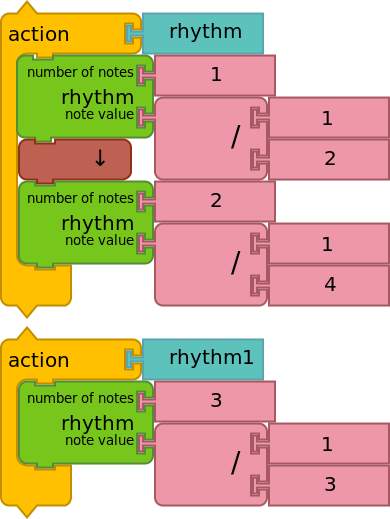 action rhythm
number of notes 1
rhythm
note value / 1
2
↓
number of notes 2
rhythm
note value / 1
4
action rhythm1
number of notes 3
rhythm
note value / 1
3